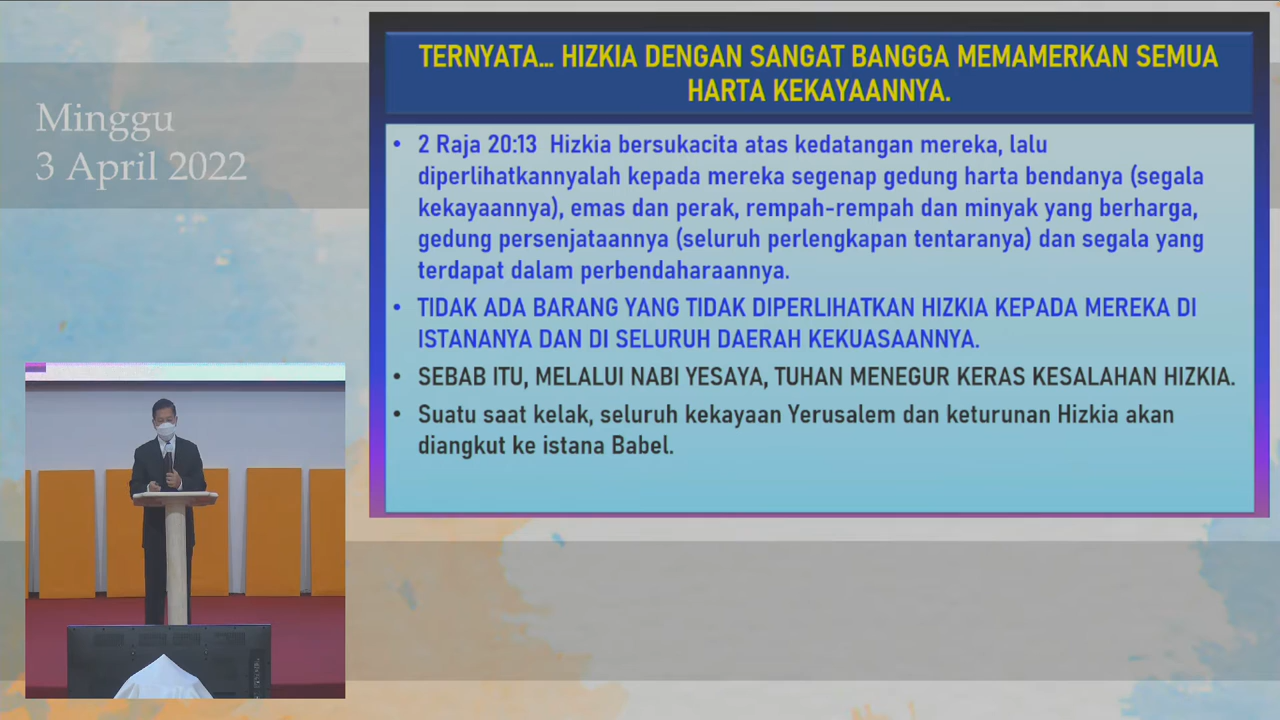 Minggu
3 April 2022
TERNYATA... HIZKIA DENGAN SANGAT BANGGA MEMAMERKAN SEMUA
HARTA KEKAYAANNYA.
• 2 Raja 20:13 Hizkia bersukacita atas kedatangan mereka, lalu
diperlihatkannyalah kepada mereka segenap gedung harta bendanya (segala
kekayaannya), emas dan perak, rempah-rempah dan minyak yang berharga,
gedung persenjataannya (seluruh perlengkapan tentaranya) dan segala yang
terdapat dalam perbendaharaannya.
• TIDAK ADA BARANG YANG TIDAK DIPERLIHATKAN HIZKIA KEPADA MEREKA DI
ISTANANYA DAN DI SELURUH DAERAH KEKUASAANNYA.
• SEBAB ITU, MELALUI NABI YESAYA, TUHAN MENEGUR KERAS KESALAHAN HIZKIA.
• Suatu saat kelak, seluruh kekayaan Yerusalem dan keturunan Hizkia akan
diangkut ke istana Babel.